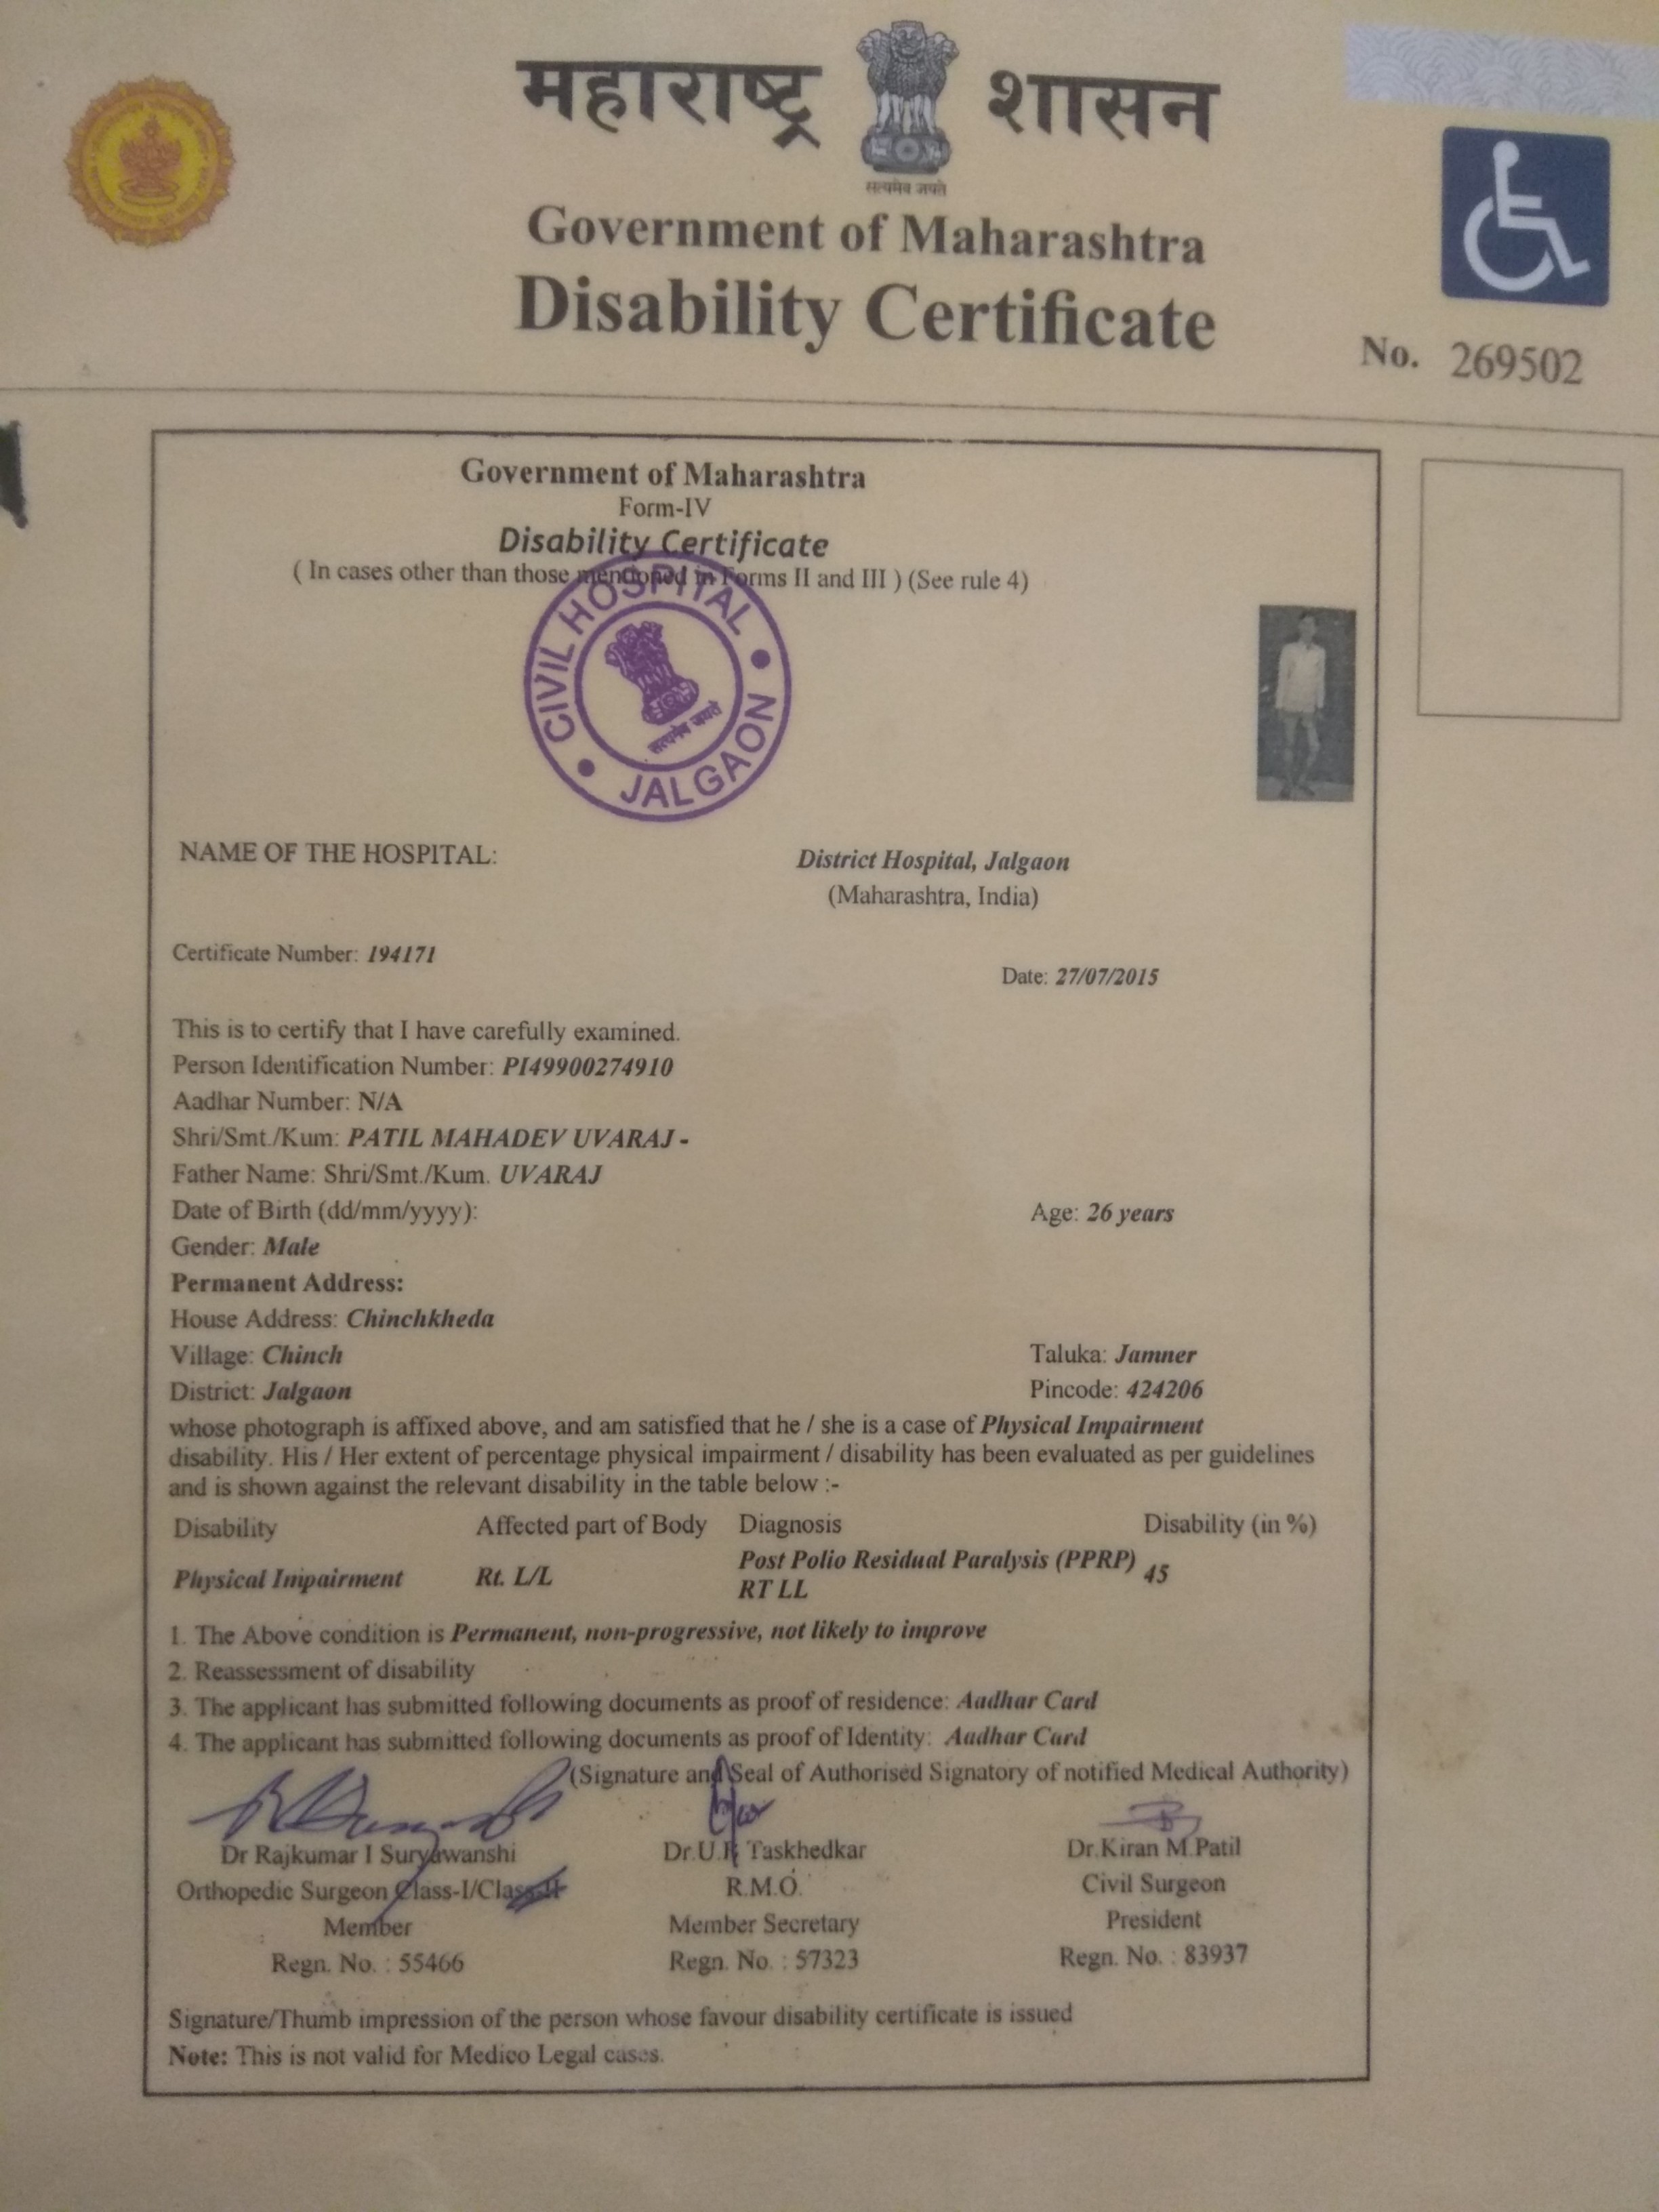 महाराष्ट्र शासन
सत्यमेव जयते
Government of Maharashtra
Disability Certificate
No. 269502
Government of Maharashtra
Form-IV
Disability Certificate
( In cases other than those mentioned in Forms II and III ) (See rule 4)
CIVIL HOSPITAL
सत्यमेव जयते
JALGAON
NAME OF THE HOSPITAL: District Hospital, Jalgaon
(Maharashtra, India)
Certificate Number: 194171
Date: 27/07/2015
This is to certify that I have carefully examined.
Person Identification Number: PI49900274910
Aadhar Number: N/A
Shri/Smt./Kum: PATIL MAHADEV UVARAJ -
Father Name: Shri/Smt./Kum. UVARAJ
Date of Birth (dd/mm/yyyy): Age: 26 years
Gender: Male
Permanent Address:
House Address: Chinchkheda
Village: Chinch Taluka: Jamner
District: Jalgaon Pincode: 424206
whose photograph is affixed above, and am satisfied that he / she is a case of Physical Impairment
disability. His / Her extent of percentage physical impairment / disability has been evaluated as per guidelines
and is shown against the relevant disability in the table below :-
Disability Affected part of Body Diagnosis Disability (in %)
Physical Impairment Rt. L/L Post Polio Residual Paralysis (PPRP) 45
RT LL
1. The Above condition is Permanent, non-progressive, not likely to improve
2. Reassessment of disability
3. The applicant has submitted following documents as proof of residence: Aadhar Card
4. The applicant has submitted following documents as proof of Identity: Aadhar Card
(Signature and Seal of Authorised Signatory of notified Medical Authority)
Dr Rajkumar I Suryawanshi Dr.U.B Taskhedkar Dr.Kiran M.Patil
Orthopedic Surgeon Class-I/Class-II R.M.O. Civil Surgeon
Member Member Secretary President
Regn. No. : 55466 Regn. No. : 57323 Regn. No. : 83937
Signature/Thumb impression of the person whose favour disability certificate is issued
Note: This is not valid for Medico Legal cases.